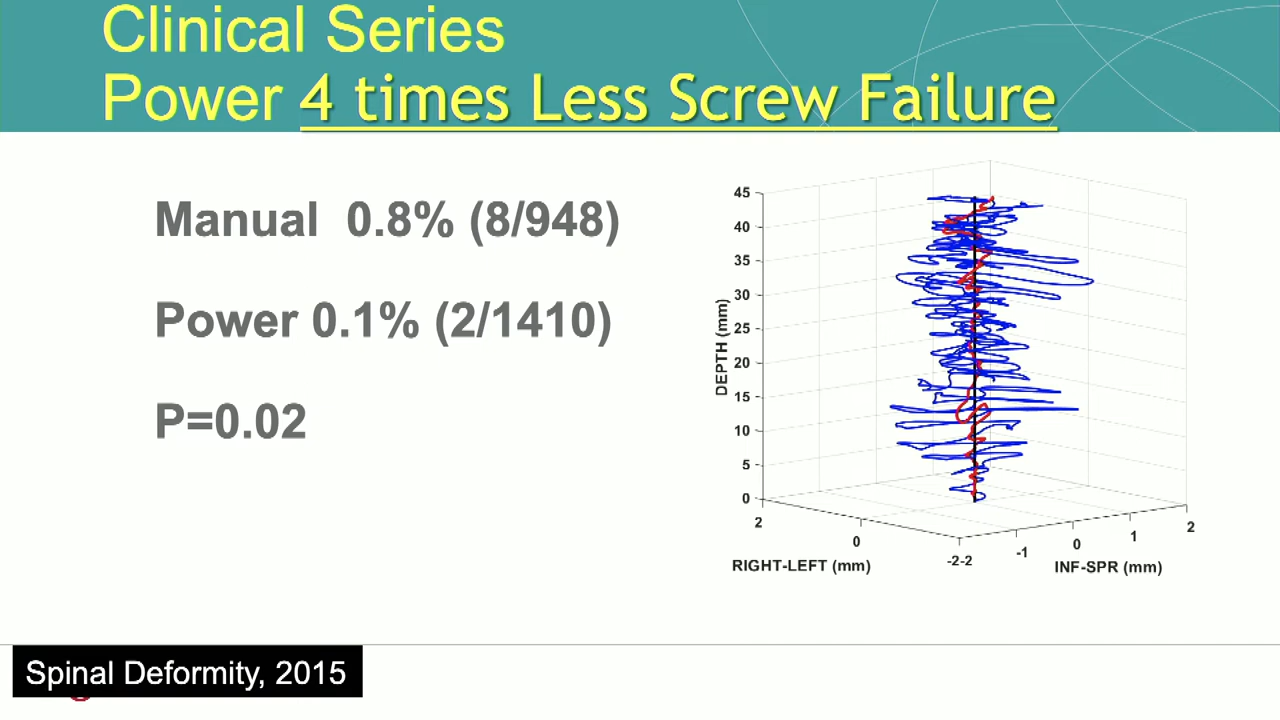 Clinical Series
Power 4 times Less Screw Failure
Manual 0.8% (8/948)
Power 0.1% (2/1410)
P=0.02
45
40
35
30
25
20
15
10
5
0
DEPTH (mm)
2
0
-2
-2
-1
0
1
2
RIGHT-LEFT (mm)
INF-SPR (mm)
Spinal Deformity, 2015